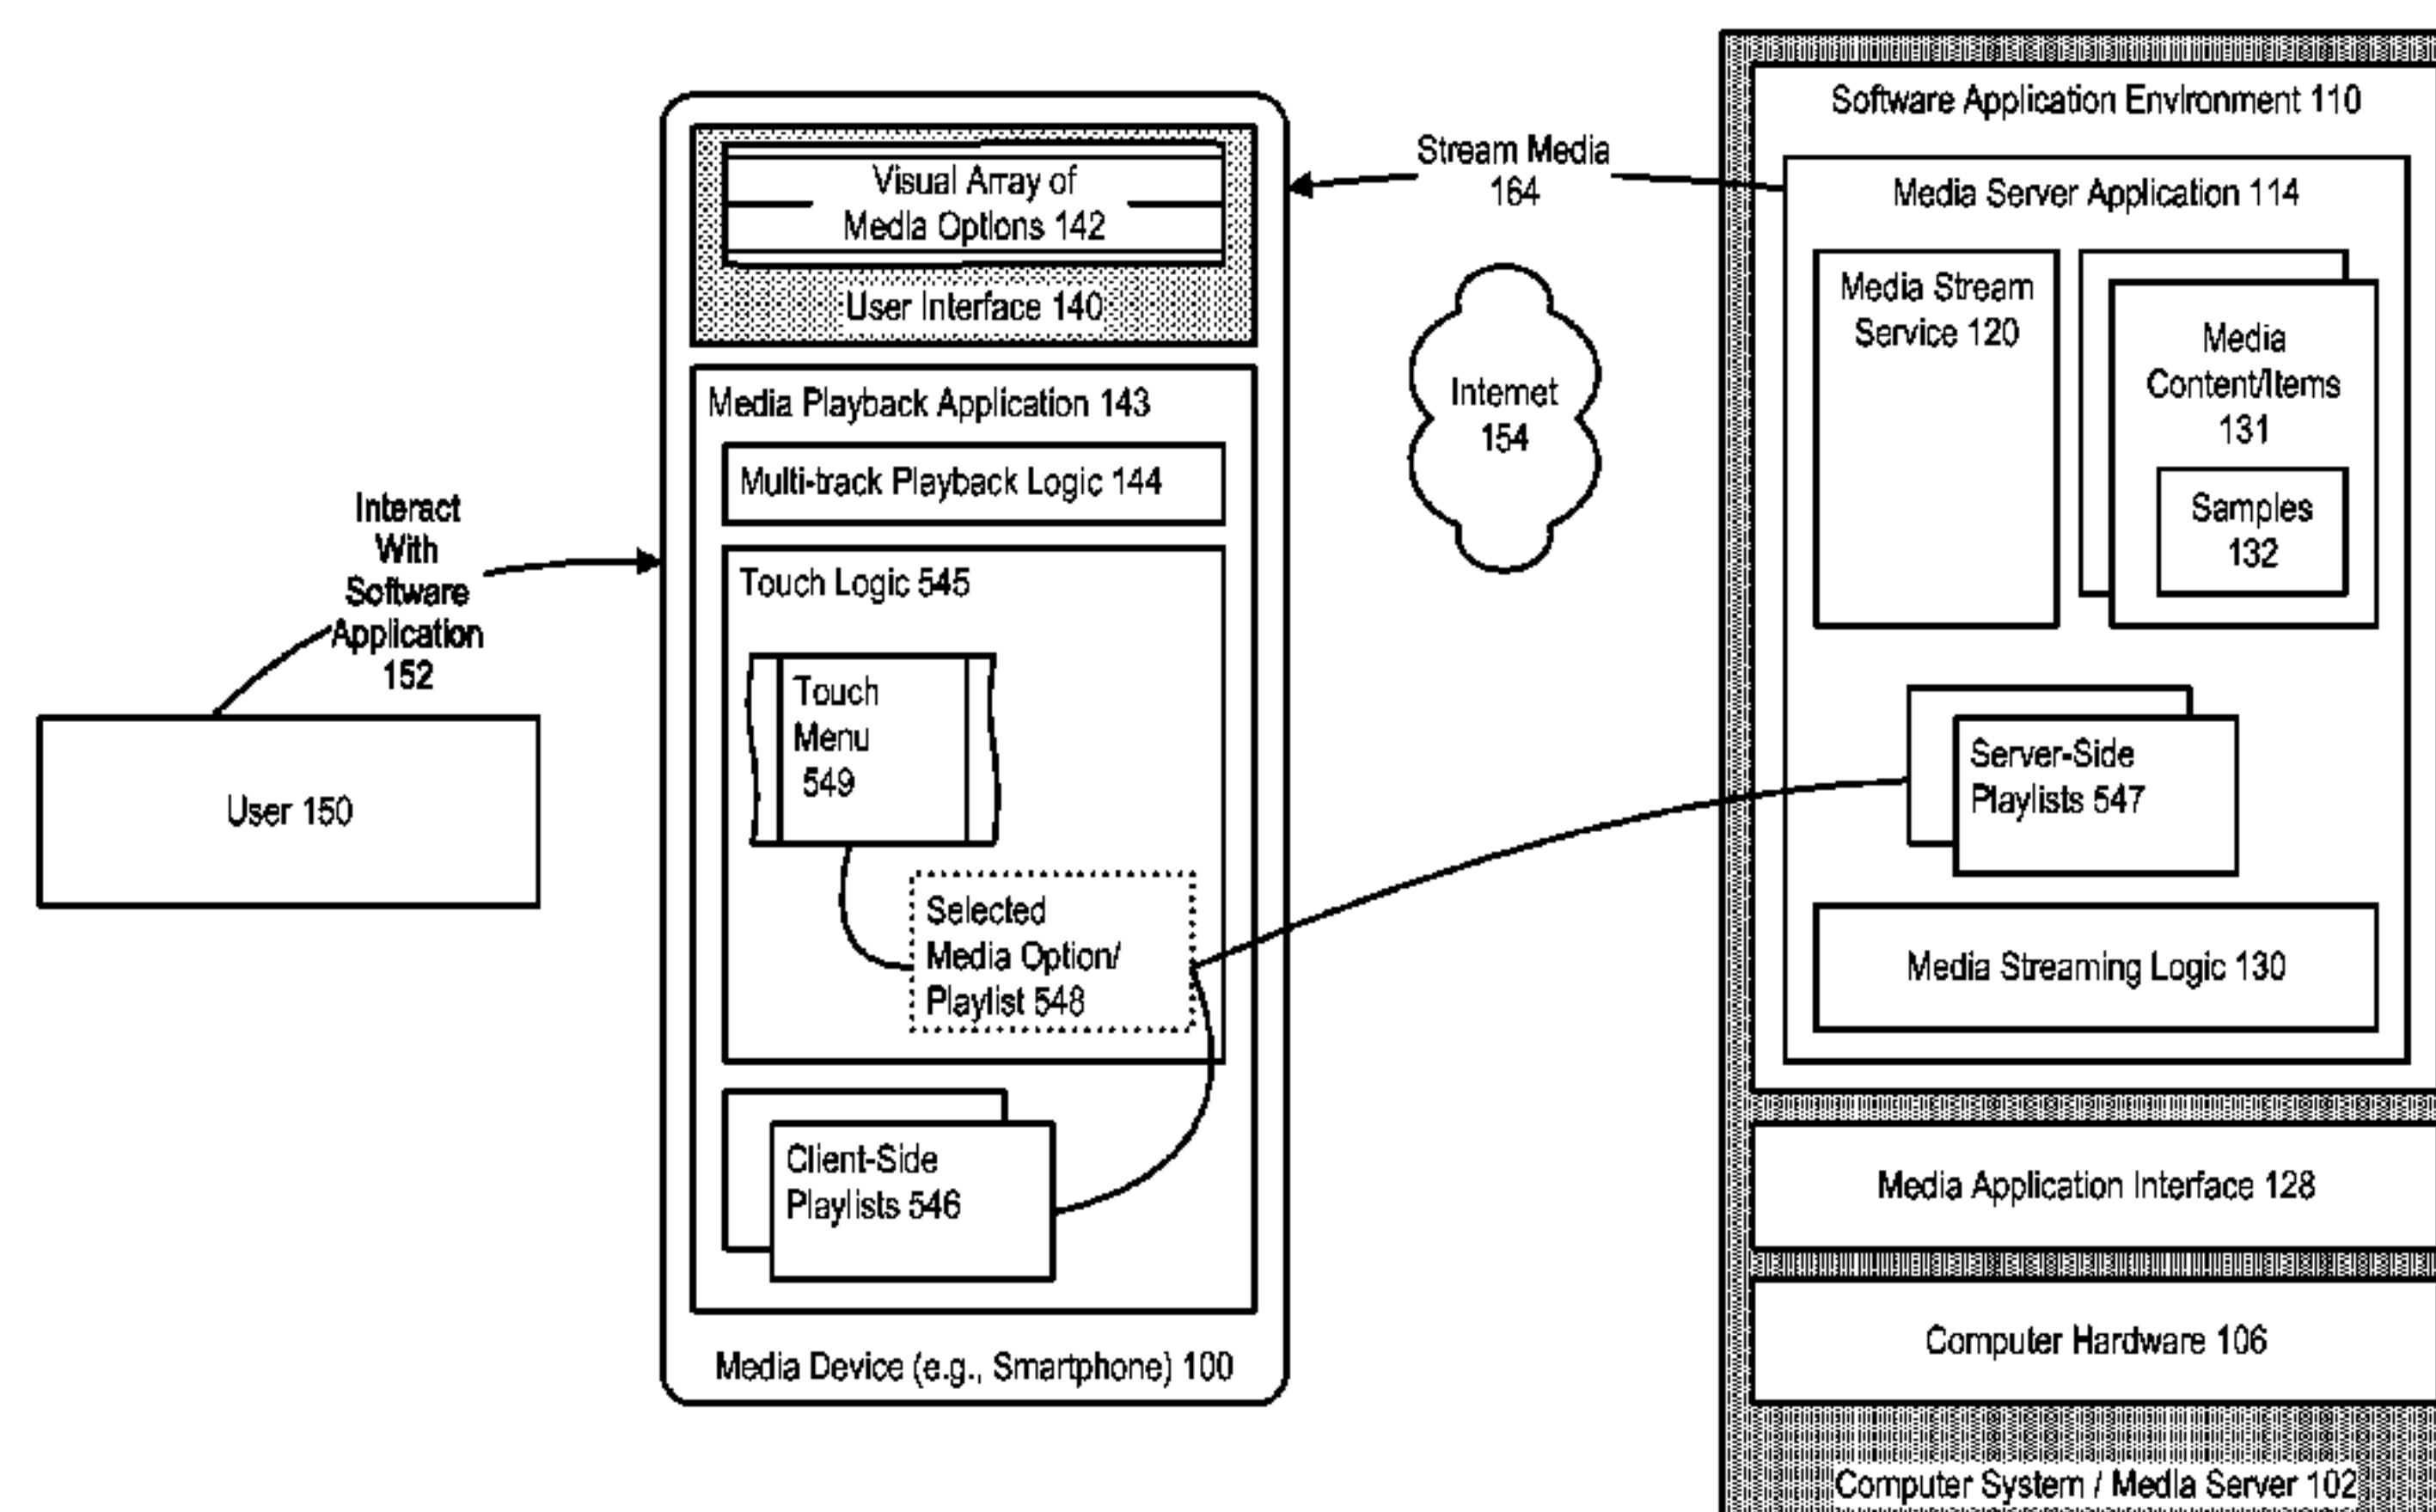 Interact
With
Software
Application
152
User 150
Visual Array of
Media Options 142
User Interface 140
Media Playback Application 143
Multi-track Playback Logic 144
Touch Logic 545
Touch
Menu
549
Selected
Media Option/
Playlist 548
Client-Side
Playlists 546
Media Device (e.g., Smartphone) 100
Stream Media
164
Internet
154
Software Application Environment 110
Media Server Application 114
Media Stream
Service 120
Media
Content/Items
131
Samples
132
Server-Side
Playlists 547
Media Streaming Logic 130
Media Application Interface 128
Computer Hardware 106
Computer System / Media Server 102